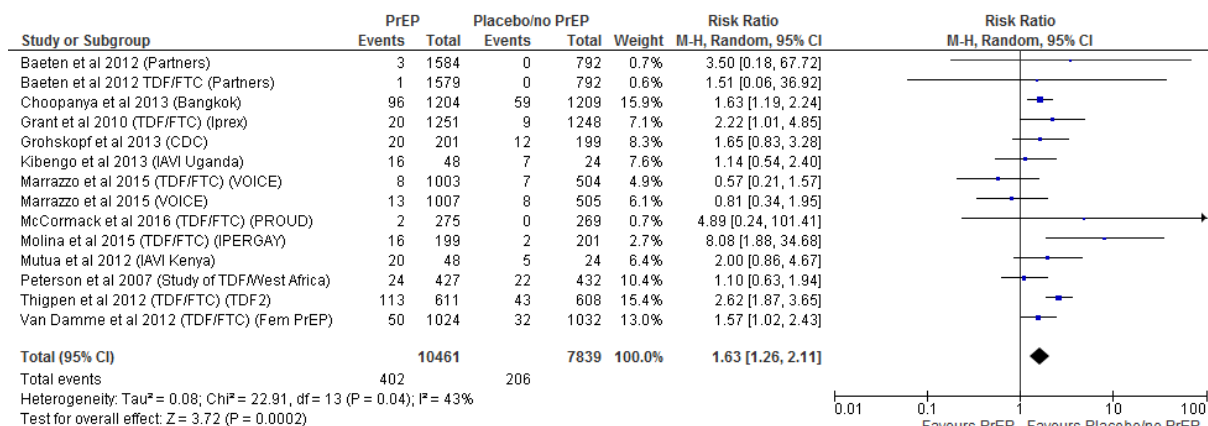 PrEP Placebo/no PrEP Risk Ratio Risk Ratio
Study or Subgroup Events Total Events Total Weight M-H, Random, 95% CI M-H, Random, 95% CI
Baeten et al 2012 (Partners) 3 1584 0 792 0.7% 3.50 [0.18, 67.72]
Baeten et al 2012 TDF/FTC (Partners) 1 1579 0 792 0.6% 1.51 [0.06, 36.92]
Choopanya et al 2013 (Bangkok) 96 1204 59 1209 15.9% 1.63 [1.19, 2.24]
Grant et al 2010 (TDF/FTC) (Iprex) 20 1251 9 1248 7.1% 2.22 [1.01, 4.85]
Grohskopf et al 2013 (CDC) 20 201 12 199 8.3% 1.65 [0.83, 3.28]
Kibengo et al 2013 (IAVI Uganda) 16 48 7 24 7.6% 1.14 [0.54, 2.40]
Marrazzo et al 2015 (TDF/FTC) (VOICE) 8 1003 7 504 4.9% 0.57 [0.21, 1.57]
Marrazzo et al 2015 (VOICE) 13 1007 8 505 6.0% 0.81 [0.34, 1.95]
McCormack et al 2016 (TDF/FTC) (PROUD) 2 275 0 269 0.7% 4.89 [0.24, 101.41]
Molina et al 2015 (TDF/FTC) (IPERGAY) 16 199 2 201 2.7% 8.08 [1.88, 34.68]
Mutua et al 2012 (IAVI Kenya) 20 48 5 24 6.4% 2.00 [0.86, 4.67]
Peterson et al 2007 (Study of TDF/West Africa) 24 427 22 432 10.4% 1.10 [0.63, 1.94]
Thigpen et al 2012 (TDF/FTC) (TDF2) 113 611 43 608 15.4% 2.62 [1.87, 3.65]
Van Damme et al 2012 (TDF/FTC) (Fem PrEP) 50 1024 32 1032 13.0% 1.57 [1.02, 2.43]
Total (95% CI) 10461 7839 100.0% 1.63 [1.26, 2.11]
Total events 402 206
Heterogeneity: Tau² = 0.08; Chi² = 22.91, df = 13 (P = 0.04); I² = 43%
Test for overall effect: Z = 3.72 (P = 0.0002)
0.01 0.1 1 10 100
Favours PrEP Favours Placebo/no PrEP